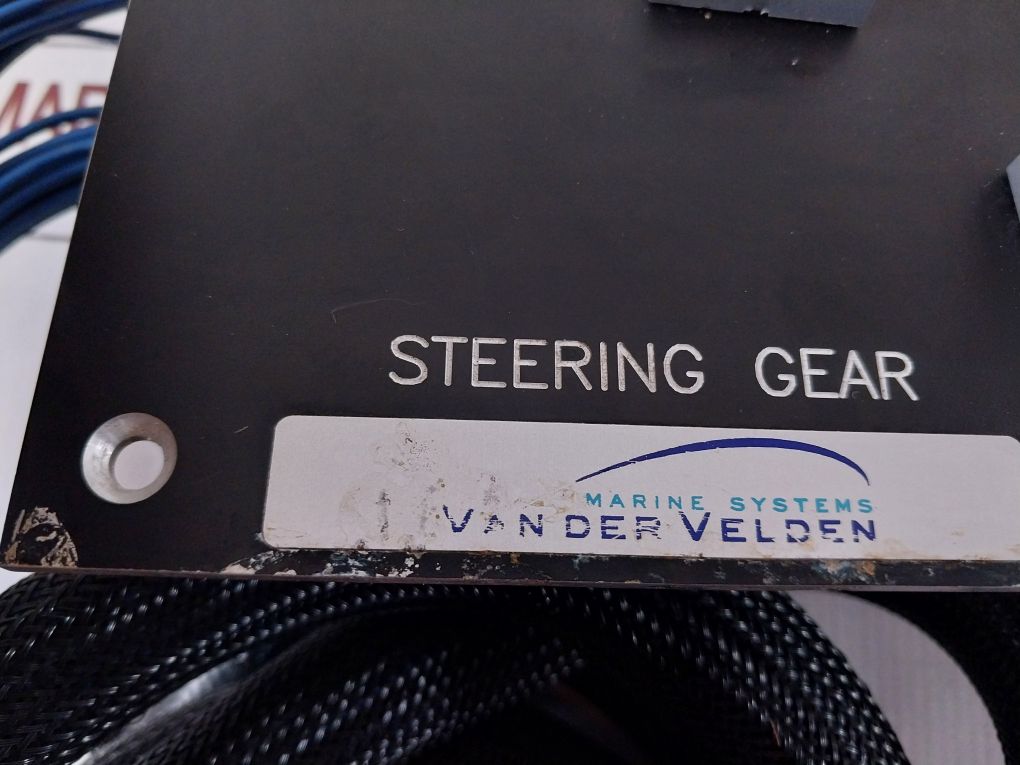 STEERING GEAR
MARINE SYSTEMS
VAN DER VELDEN